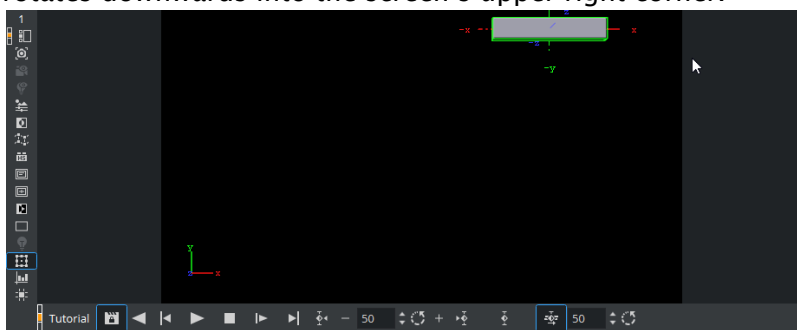 rotates downwards into the screen's upper right corner.
1
z
-x
x
-z
-y
y
z
x
Tutorial
50
50